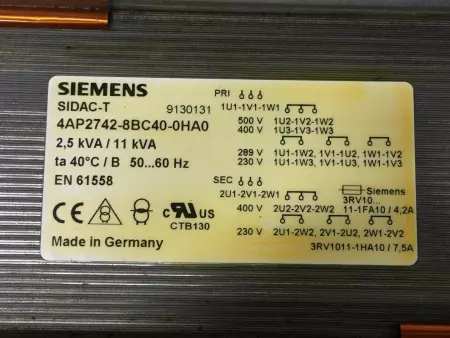 SIEMENS
SIDAC-T 9130131
4AP2742-8BC40-0HA0
2,5 kVA / 11 kVA
ta 40°C / B 50...60 Hz
EN 61558
CE
c UR US
CTB130
Made in Germany
PRI
1U1-1V1-1W1
500 V 1U2-1V2-1W2
400 V 1U3-1V3-1W3
289 V 1U1-1W2, 1V1-1U2, 1W1-1V2
230 V 1U1-1W3, 1V1-1U3, 1W1-1V3
SEC
2U1-2V1-2W1
Siemens
3RV10...
400 V 2U2-2V2-2W2 11-1FA10 / 4,2A
230 V 2U1-2W2, 2V1-2U2, 2W1-2V2
3RV1011-1HA10 / 7,5A